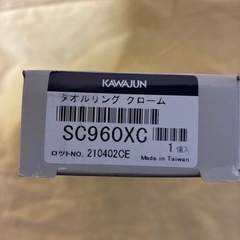 KAWAJUN
タオルリング クローム
SC960XC
1 個入
ロットNO. 210402CE
Made in Taiwan